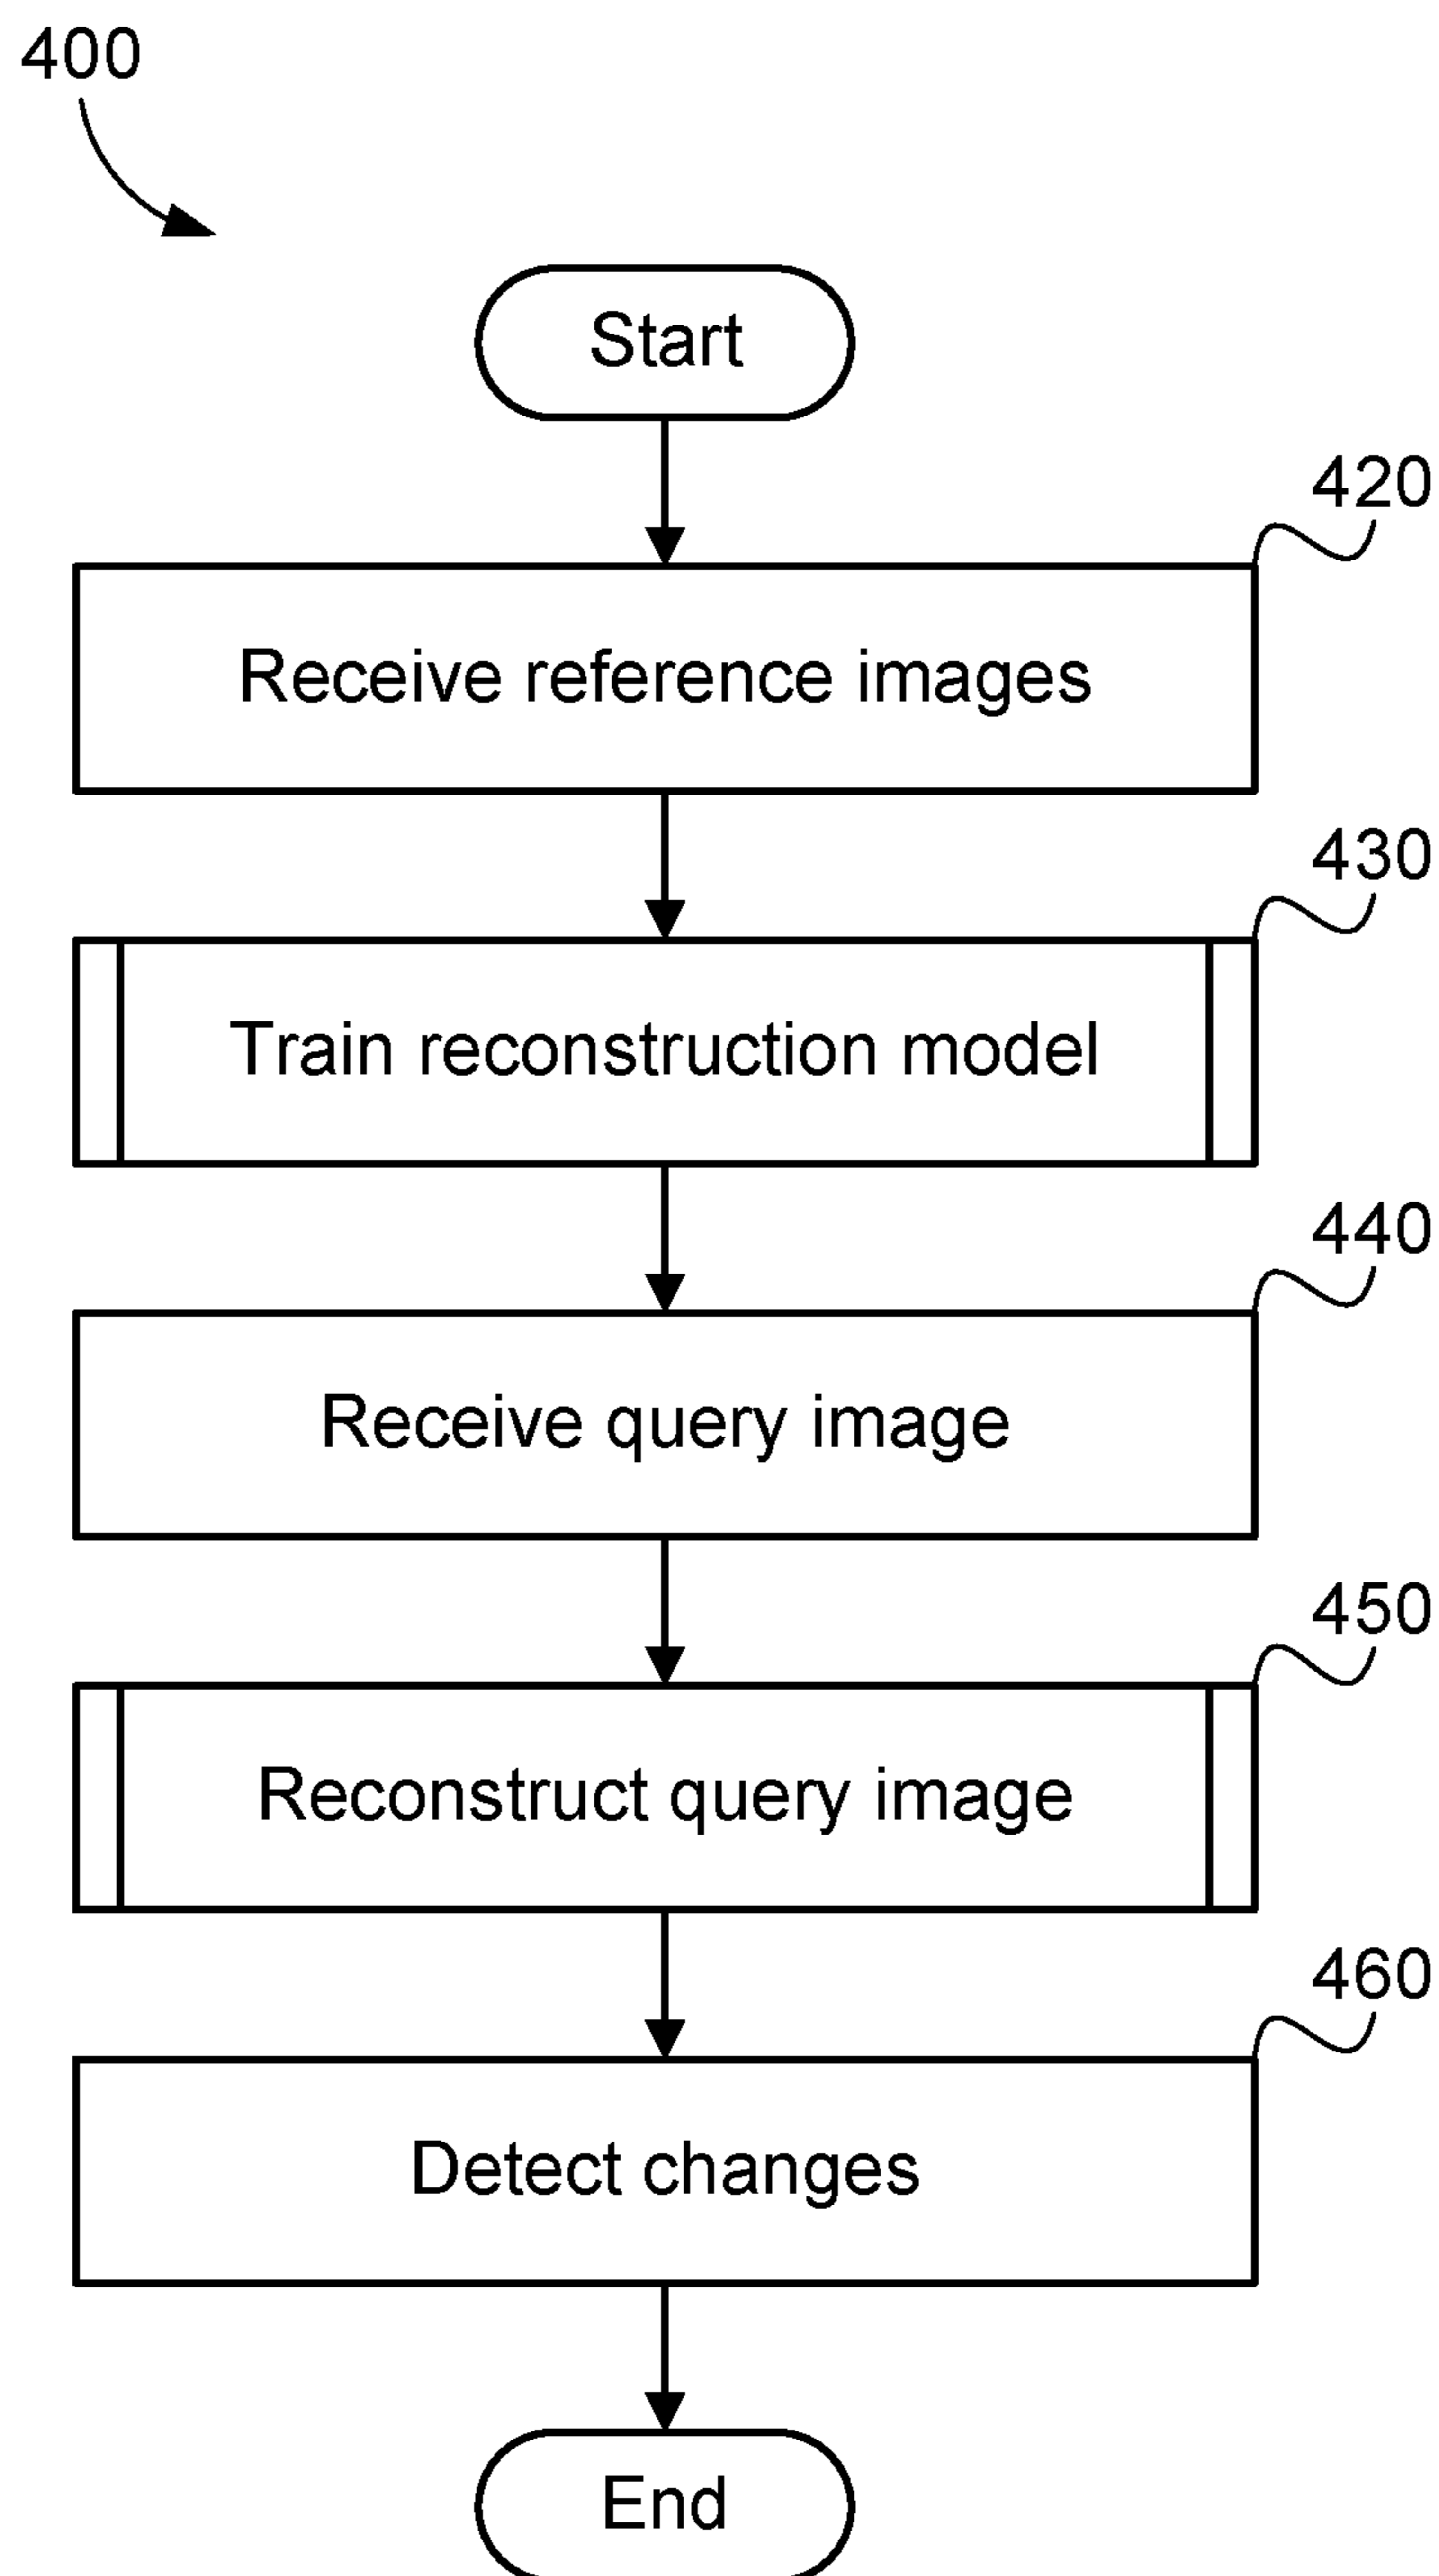 400
Start
420
Receive reference images
430
Train reconstruction model
440
Receive query image
450
Reconstruct query image
460
Detect changes
End